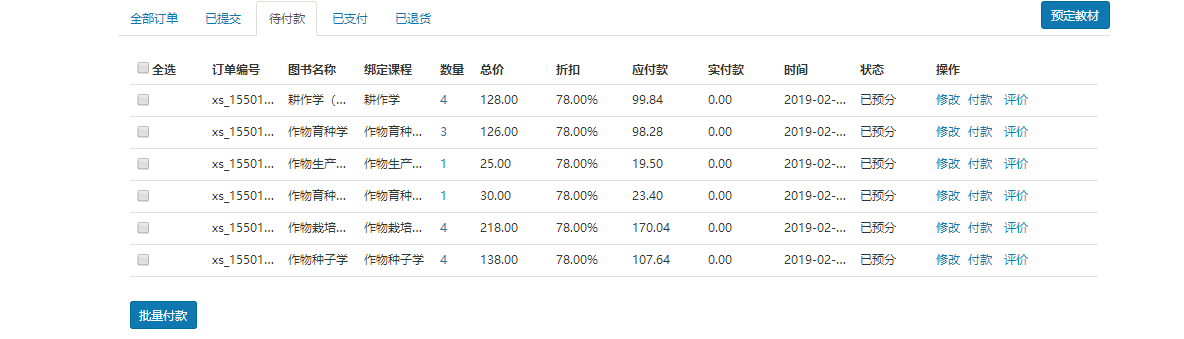 全部订单 已提交 待付款 已支付 已退货 预定教材
全选 订单编号 图书名称 绑定课程 数量 总价 折扣 应付款 实付款 时间 状态 操作
xs_15501... 耕作学（... 耕作学 4 128.00 78.00% 99.84 0.00 2019-02-... 已预分 修改 付款 评价
xs_15501... 作物育种学 作物育种... 3 126.00 78.00% 98.28 0.00 2019-02-... 已预分 修改 付款 评价
xs_15501... 作物生产... 作物生产... 1 25.00 78.00% 19.50 0.00 2019-02-... 已预分 修改 付款 评价
xs_15501... 作物育种... 作物育种... 1 30.00 78.00% 23.40 0.00 2019-02-... 已预分 修改 付款 评价
xs_15501... 作物栽培... 作物栽培... 4 218.00 78.00% 170.04 0.00 2019-02-... 已预分 修改 付款 评价
xs_15501... 作物种子学 作物种子学 4 138.00 78.00% 107.64 0.00 2019-02-... 已预分 修改 付款 评价
批量付款